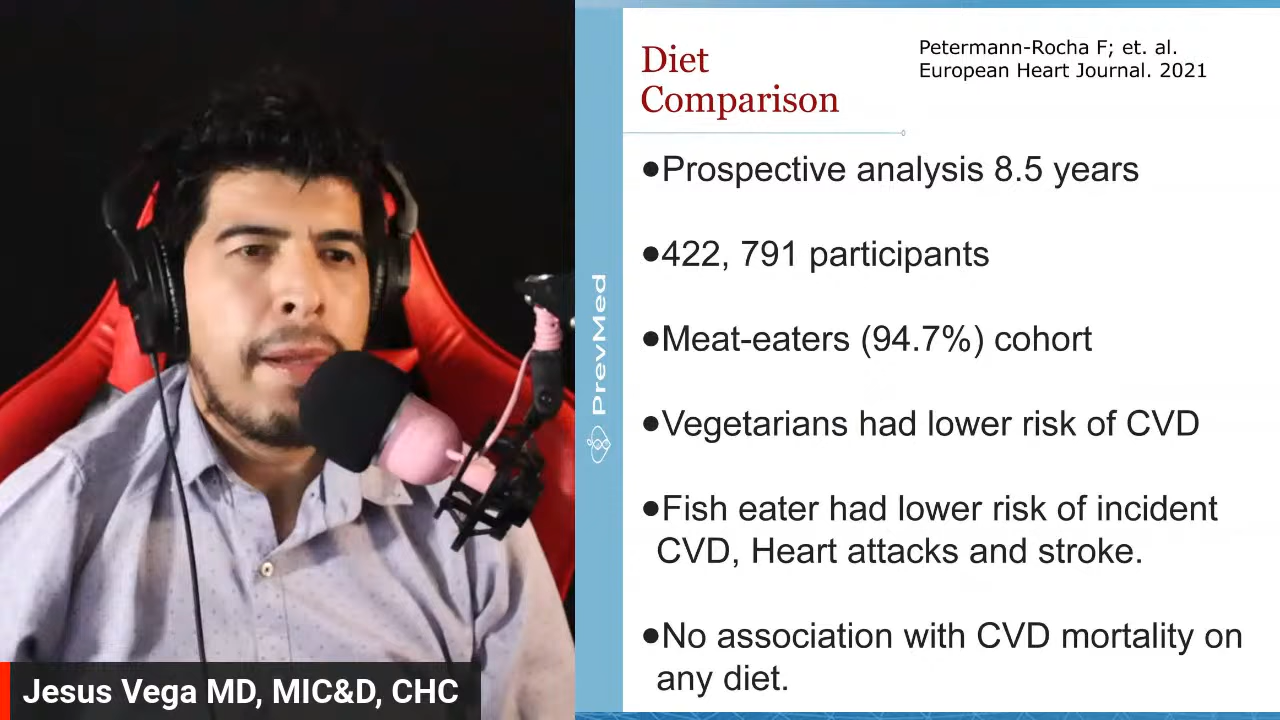 Diet
Comparison
Petermann-Rocha F; et. al.
European Heart Journal. 2021
●Prospective analysis 8.5 years
●422, 791 participants
●Meat-eaters (94.7%) cohort
●Vegetarians had lower risk of CVD
●Fish eater had lower risk of incident
CVD, Heart attacks and stroke.
●No association with CVD mortality on
any diet.
PrevMed
Jesus Vega MD, MIC&D, CHC